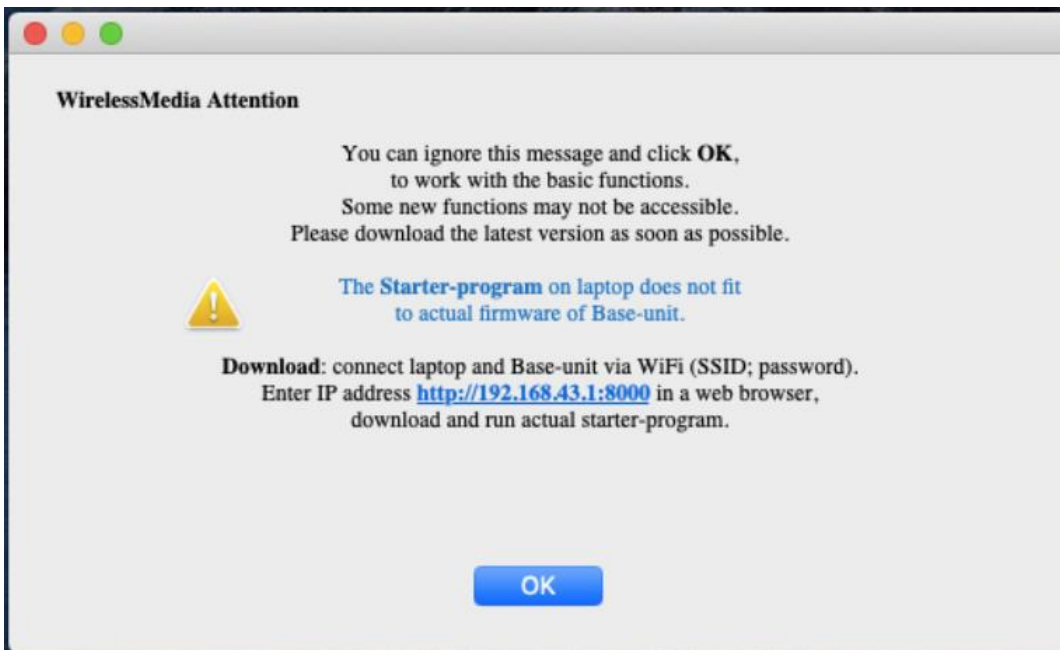 WirelessMedia Attention
You can ignore this message and click OK,
to work with the basic functions.
Some new functions may not be accessible.
Please download the latest version as soon as possible.
The Starter-program on laptop does not fit
to actual firmware of Base-unit.
Download: connect laptop and Base-unit via WiFi (SSID; password).
Enter IP address http://192.168.43.1:8000 in a web browser,
download and run actual starter-program.
OK